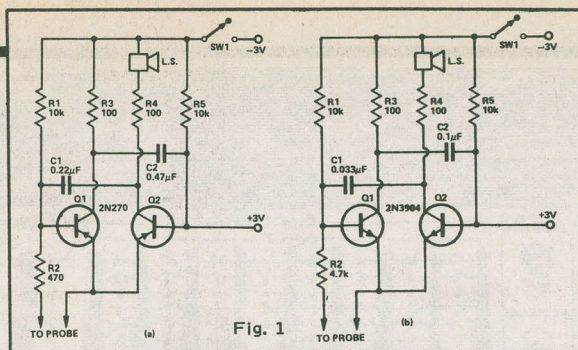 SW1
−3V
L.S.
R1
10k
R3
100
R4
100
R5
10k
C1
0.22µF
C2
0.47µF
Q1
2N270
Q2
+3V
R2
470
TO PROBE
(a)
Fig. 1
SW1
−3V
L.S.
R1
10k
R3
100
R4
100
R5
10k
C1
0.033µF
C2
0.1µF
Q1
2N3904
Q2
+3V
R2
4.7k
TO PROBE
(b)